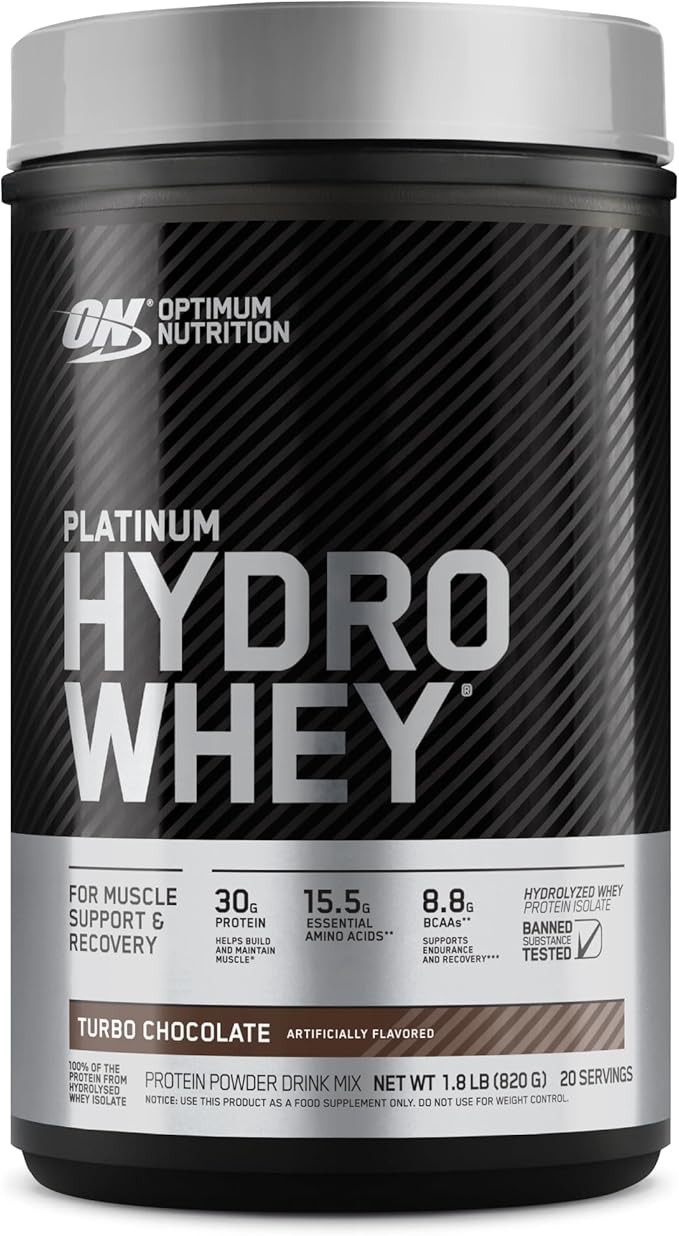 ON® OPTIMUM
NUTRITION
PLATINUM
HYDRO
WHEY®
FOR MUSCLE
SUPPORT &
RECOVERY
30G
PROTEIN
HELPS BUILD
AND MAINTAIN
MUSCLE*
15.5G
ESSENTIAL
AMINO ACIDS**
8.8G
BCAAs**
SUPPORTS
ENDURANCE
AND RECOVERY***
HYDROLYZED WHEY
PROTEIN ISOLATE
BANNED
SUBSTANCE
TESTED
TURBO CHOCOLATE ARTIFICIALLY FLAVORED
100% OF THE
PROTEIN FROM
HYDROLYSED
WHEY ISOLATE
PROTEIN POWDER DRINK MIX NET WT 1.8 LB (820 G) 20 SERVINGS
NOTICE: USE THIS PRODUCT AS A FOOD SUPPLEMENT ONLY. DO NOT USE FOR WEIGHT CONTROL.